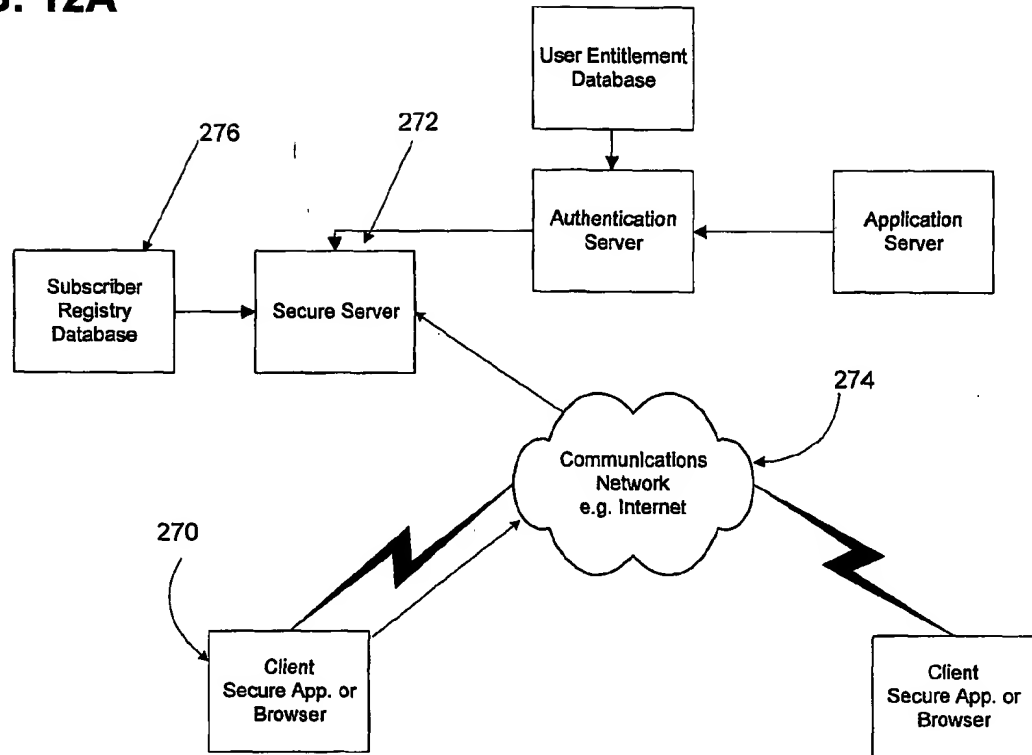 12A
User Entitlement
Database
276
272
Authentication
Server
Application
Server
Subscriber
Registry
Database
Secure Server
274
Communications
Network
e.g. Internet
270
Client
Secure App. or
Browser
Client
Secure App. or
Browser